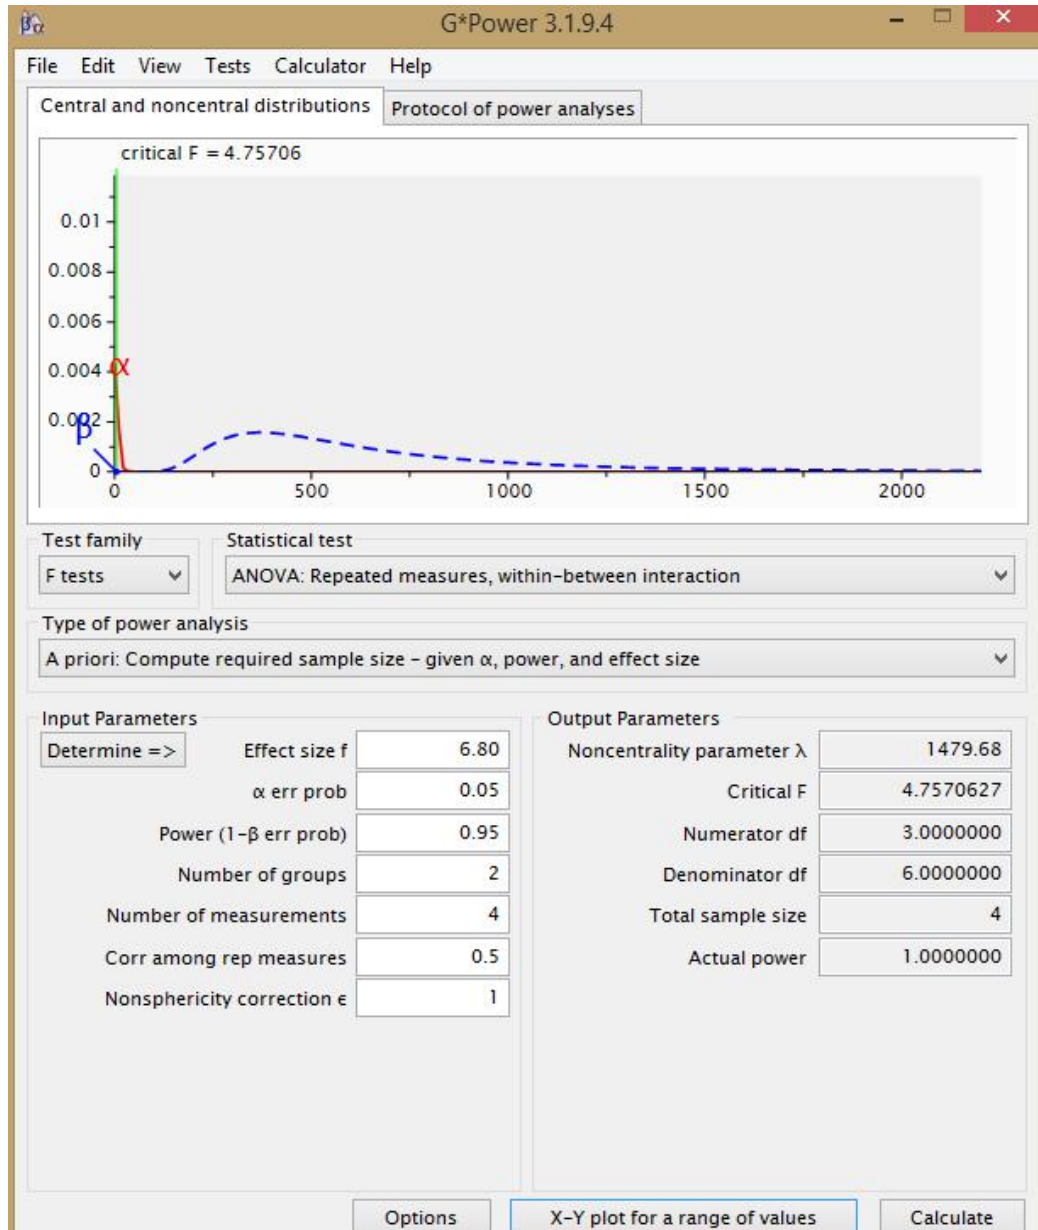 βα G*Power 3.1.9.4
File Edit View Tests Calculator Help
Central and noncentral distributions Protocol of power analyses
critical F = 4.75706
0.01
0.008
0.006
0.004 α
0.002
β
0
0 500 1000 1500 2000
Test family Statistical test
F tests ANOVA: Repeated measures, within-between interaction
Type of power analysis
A priori: Compute required sample size - given α, power, and effect size
Input Parameters Output Parameters
Determine => Effect size f 6.80 Noncentrality parameter λ 1479.68
α err prob 0.05 Critical F 4.7570627
Power (1-β err prob) 0.95 Numerator df 3.0000000
Number of groups 2 Denominator df 6.0000000
Number of measurements 4 Total sample size 4
Corr among rep measures 0.5 Actual power 1.0000000
Nonsphericity correction ϵ 1
Options X-Y plot for a range of values Calculate